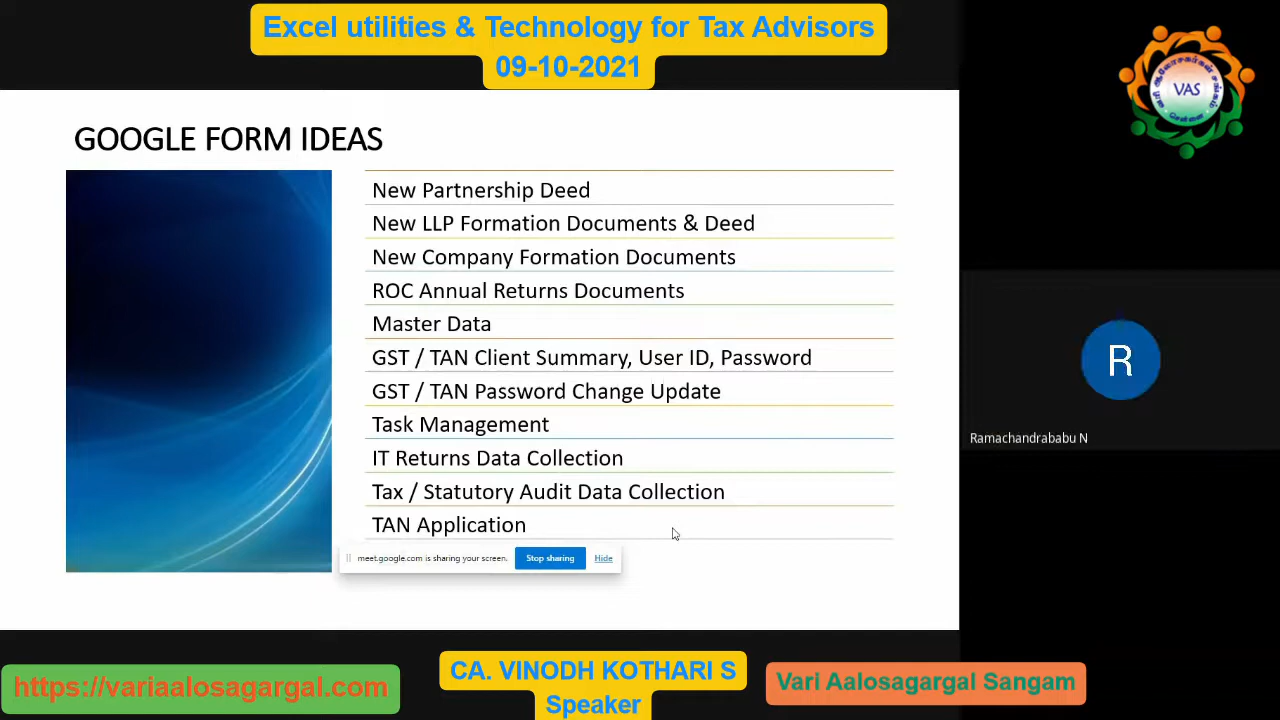 Excel utilities & Technology for Tax Advisors
09-10-2021
VAS
GOOGLE FORM IDEAS
New Partnership Deed
New LLP Formation Documents & Deed
New Company Formation Documents
ROC Annual Returns Documents
Master Data
GST / TAN Client Summary, User ID, Password
GST / TAN Password Change Update
Task Management
IT Returns Data Collection
Tax / Statutory Audit Data Collection
TAN Application
meet.google.com is sharing your screen. Stop sharing Hide
R
Ramachandrababu N
https://variaalosagargal.com
CA. VINODH KOTHARI S
Speaker
Vari Aalosagargal Sangam